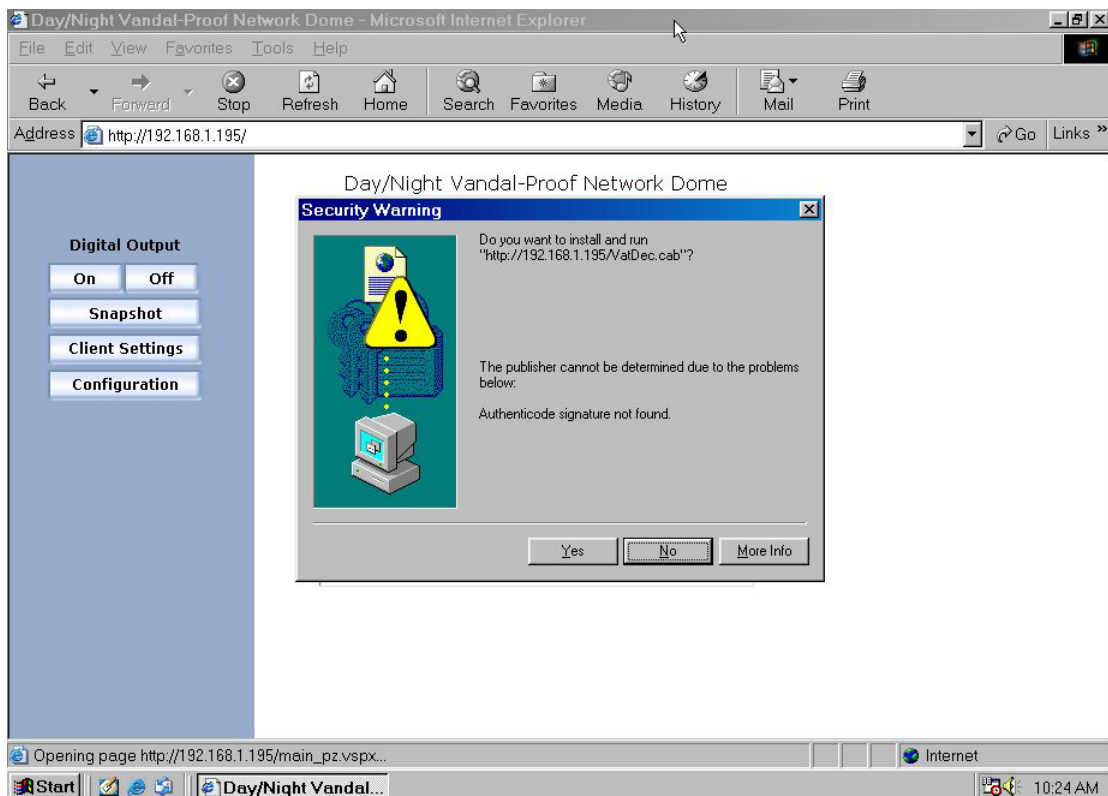 Day/Night Vandal-Proof Network Dome - Microsoft Internet Explorer
File Edit View Favorites Tools Help
Back Forward Stop Refresh Home Search Favorites Media History Mail Print
Address http://192.168.1.195/ Go Links »
Day/Night Vandal-Proof Network Dome
Security Warning
Do you want to install and run
"http://192.168.1.195/VatDec.cab"?
The publisher cannot be determined due to the problems
below:
Authenticode signature not found.
Yes No More Info
Digital Output
On Off
Snapshot
Client Settings
Configuration
Opening page http://192.168.1.195/main_pz.vspx... Internet
Start Day/Night Vandal... 10:24 AM